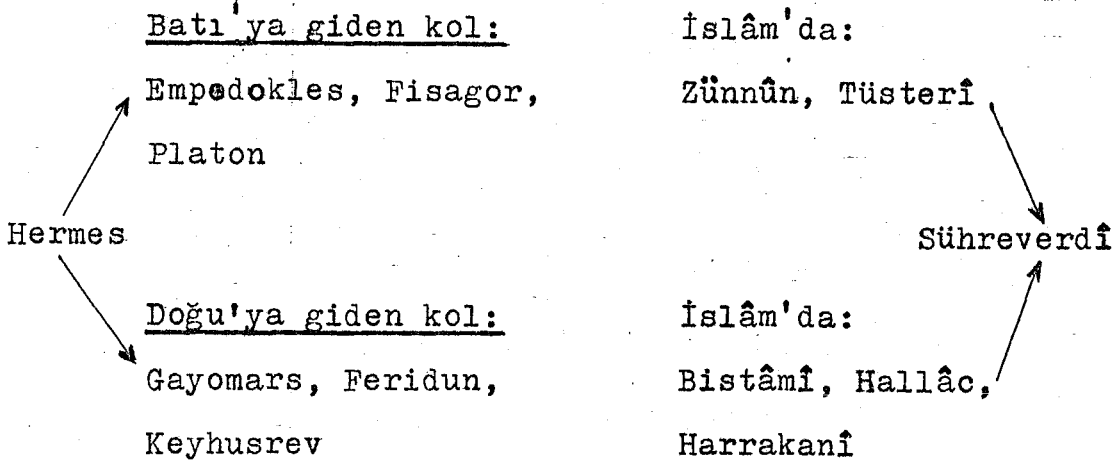 Batı'ya giden kol: İslâm'da:
Empedokles, Fisagor, Zünnûn, Tüsterî
Platon
Hermes Sühreverdî
Doğu'ya giden kol: İslâm'da:
Gayomars, Feridun, Bistâmî, Hallâc,
Keyhusrev Harrakanî